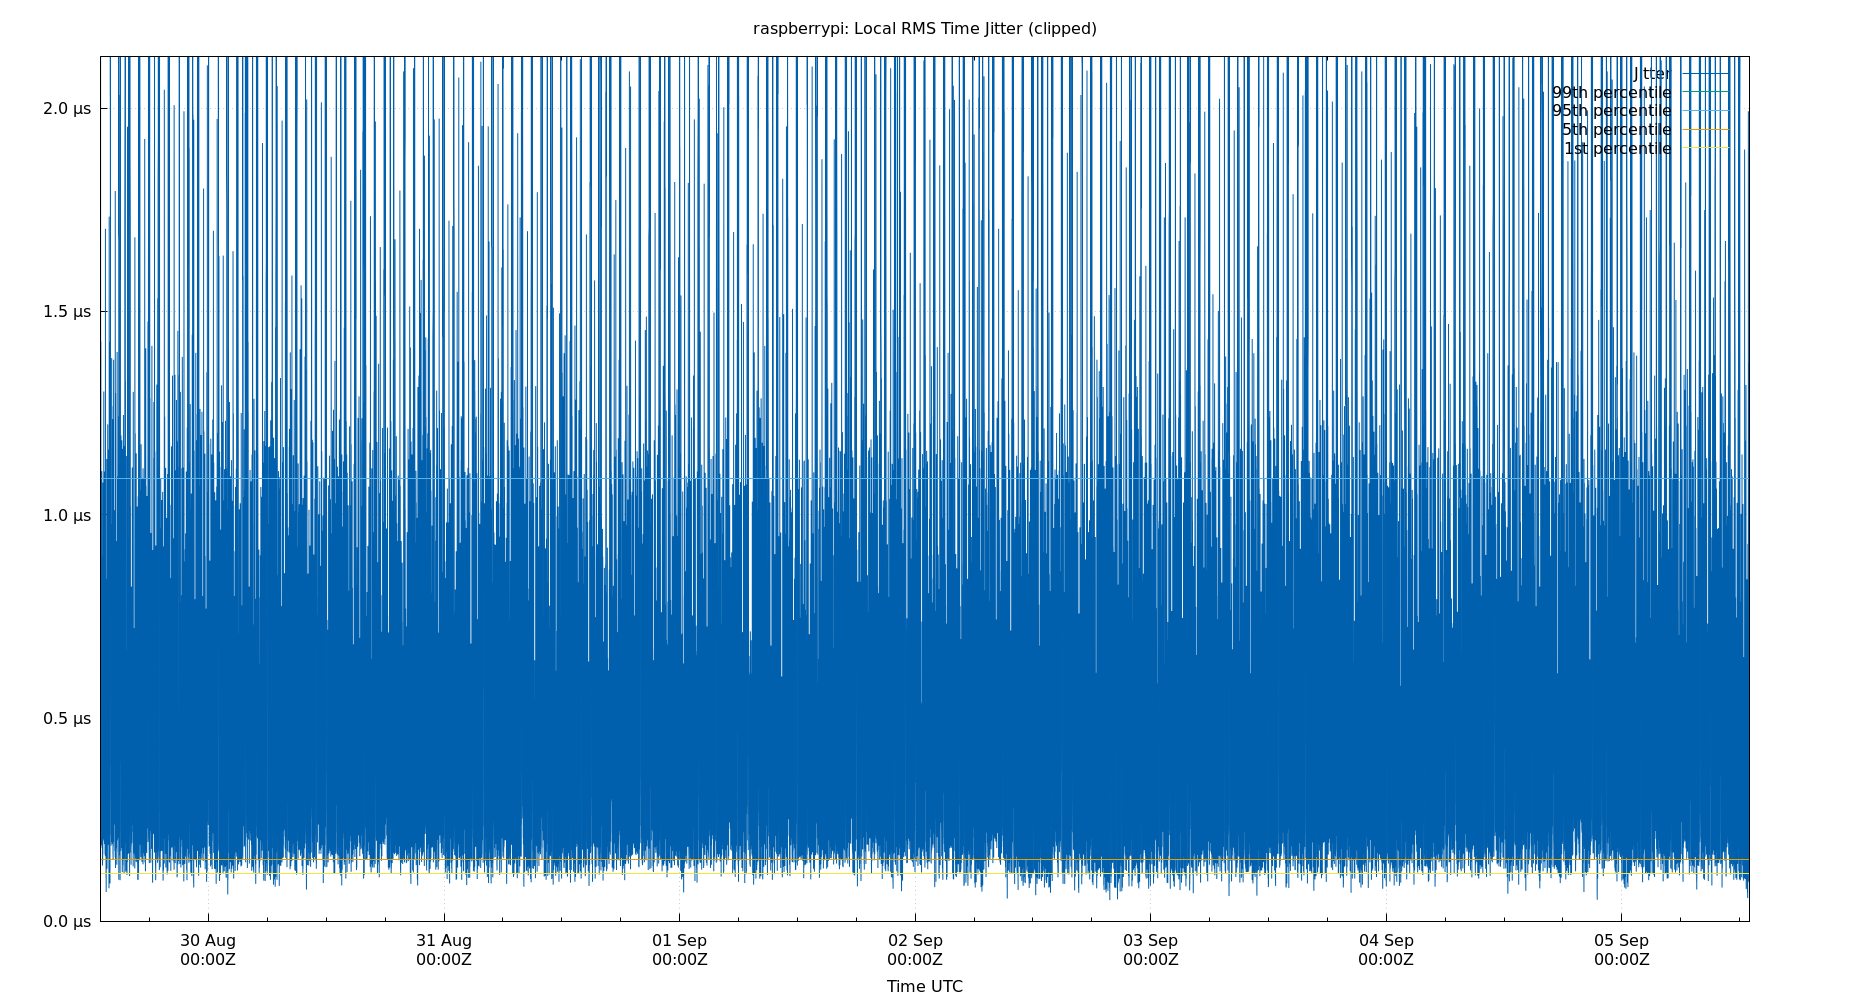 raspberrypi: Local RMS Time Jitter (clipped)
Jitter
99th percentile
95th percentile
5th percentile
1st percentile
2.0 µs
1.5 µs
1.0 µs
0.5 µs
0.0 µs
30 Aug 31 Aug 01 Sep 02 Sep 03 Sep 04 Sep 05 Sep
00:00Z 00:00Z 00:00Z 00:00Z 00:00Z 00:00Z 00:00Z
Time UTC